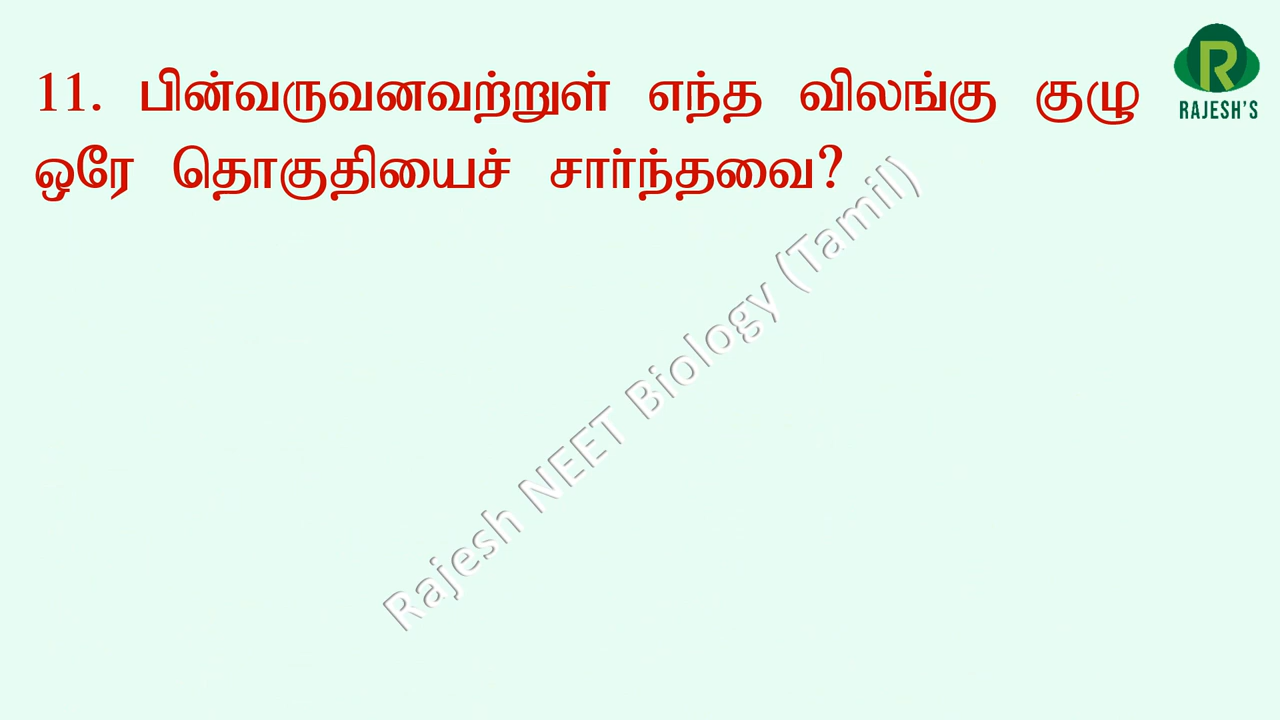 11. பின்வருவனவற்றுள் எந்த விலங்கு குழு
ஒரே தொகுதியைச் சார்ந்தவை?
RAJESH'S
Rajesh NEET Biology (Tamil)